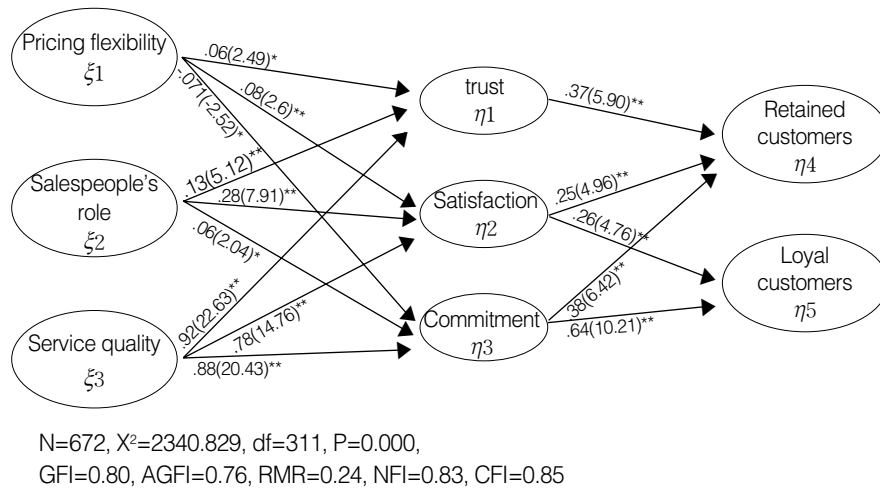 Pricing flexibility
ξ1
Salespeople's
role
ξ2
Service quality
ξ3
.06(2.49)*
.08(2.6)**
-.071(-2.52)*
.13(5.12)**
.28(7.91)**
.06(2.04)*
.92(22.63)**
.78(14.76)**
.88(20.43)**
trust
η1
Satisfaction
η2
Commitment
η3
.37(5.90)**
.25(4.96)**
.26(4.76)**
.38(6.42)**
.64(10.21)**
Retained
customers
η4
Loyal
customers
η5
N=672, X²=2340.829, df=311, P=0.000,
GFI=0.80, AGFI=0.76, RMR=0.24, NFI=0.83, CFI=0.85